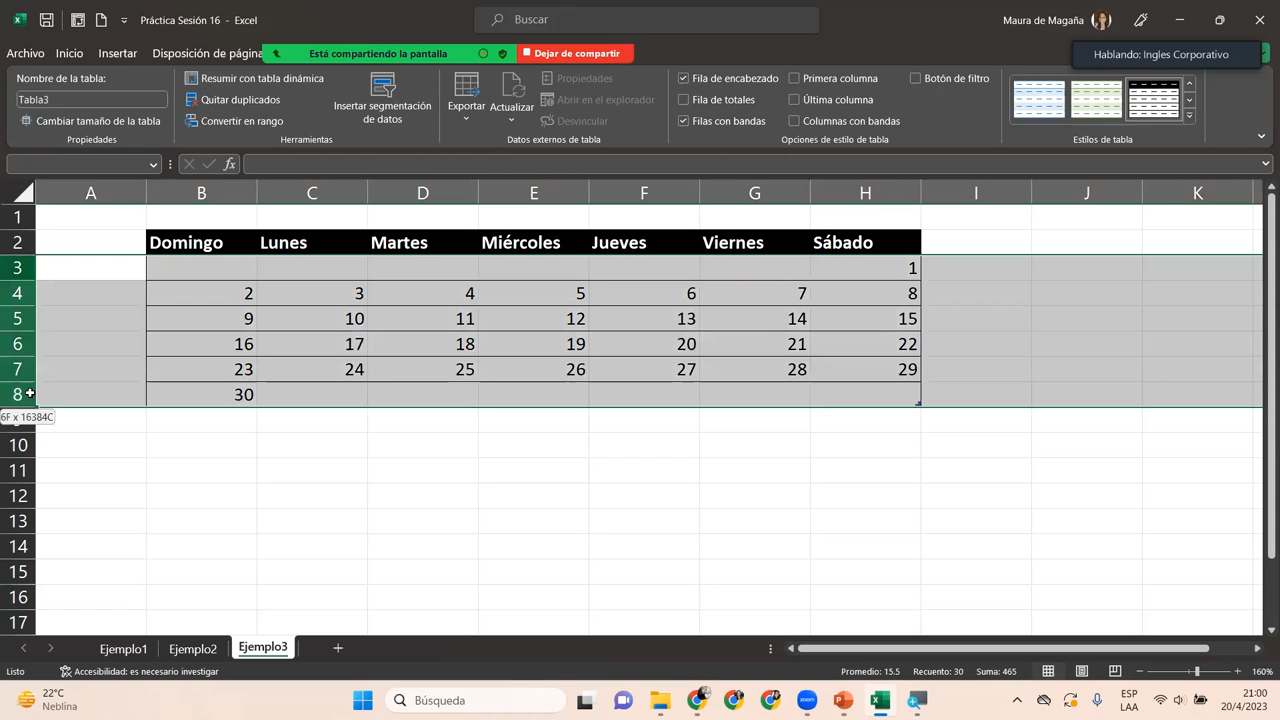 Práctica Sesión 16 - Excel
Buscar
Maura de Magaña
Archivo Inicio Insertar Disposición de página
Está compartiendo la pantalla
Dejar de compartir
Hablando: Ingles Corporativo
Nombre de la tabla:
Tabla3
Cambiar tamaño de la tabla
Propiedades
Resumir con tabla dinámica
Quitar duplicados
Convertir en rango
Insertar segmentación
de datos
Herramientas
Exportar
Actualizar
Propiedades
Abrir en el explorador
Desvincular
Datos externos de tabla
Fila de encabezado
Fila de totales
Filas con bandas
Primera columna
Última columna
Columnas con bandas
Botón de filtro
Opciones de estilo de tabla
Estilos de tabla
fx
A B C D E F G H I J K
1
2 Domingo Lunes Martes Miércoles Jueves Viernes Sábado
3 1
4 2 3 4 5 6 7 8
5 9 10 11 12 13 14 15
6 16 17 18 19 20 21 22
7 23 24 25 26 27 28 29
8 30
6F x 16384C
10
11
12
13
14
15
16
17
Ejemplo1 Ejemplo2 Ejemplo3
Listo
Accesibilidad: es necesario investigar
Promedio: 15.5 Recuento: 30 Suma: 465
160%
22°C
Neblina
Búsqueda
zoom
ESP
LAA
21:00
20/4/2023